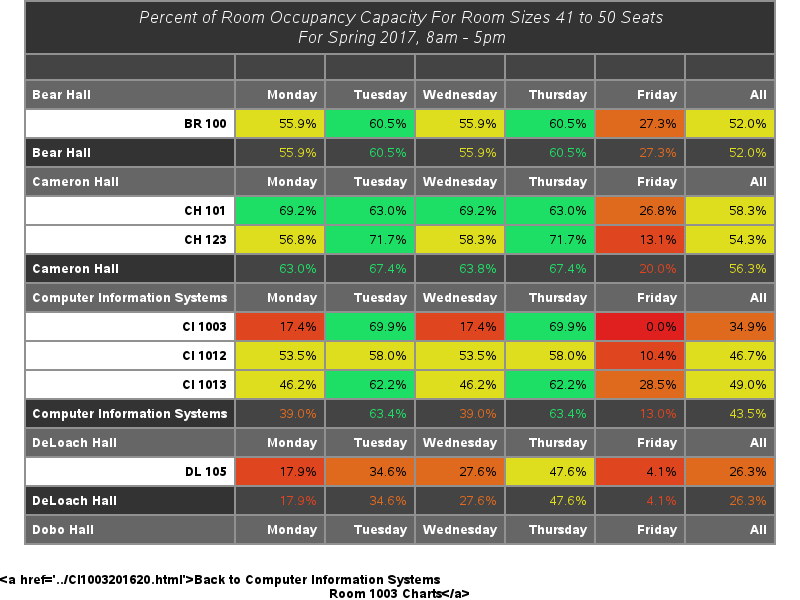 Percent of Room Occupancy Capacity For Room Sizes 41 to 50 Seats
For Spring 2017, 8am - 5pm
Bear Hall Monday Tuesday Wednesday Thursday Friday All
BR 100 55.9% 60.5% 55.9% 60.5% 27.3% 52.0%
Bear Hall 55.9% 60.5% 55.9% 60.5% 27.3% 52.0%
Cameron Hall Monday Tuesday Wednesday Thursday Friday All
CH 101 69.2% 63.0% 69.2% 63.0% 26.8% 58.3%
CH 123 56.8% 71.7% 58.3% 71.7% 13.1% 54.3%
Cameron Hall 63.0% 67.4% 63.8% 67.4% 20.0% 56.3%
Computer Information Systems Monday Tuesday Wednesday Thursday Friday All
CI 1003 17.4% 69.9% 17.4% 69.9% 0.0% 34.9%
CI 1012 53.5% 58.0% 53.5% 58.0% 10.4% 46.7%
CI 1013 46.2% 62.2% 46.2% 62.2% 28.5% 49.0%
Computer Information Systems 39.0% 63.4% 39.0% 63.4% 13.0% 43.5%
DeLoach Hall Monday Tuesday Wednesday Thursday Friday All
DL 105 17.9% 34.6% 27.6% 47.6% 4.1% 26.3%
DeLoach Hall 17.9% 34.6% 27.6% 47.6% 4.1% 26.3%
Dobo Hall Monday Tuesday Wednesday Thursday Friday All
<a href='../CI1003201620.html'>Back to Computer Information Systems
Room 1003 Charts</a>